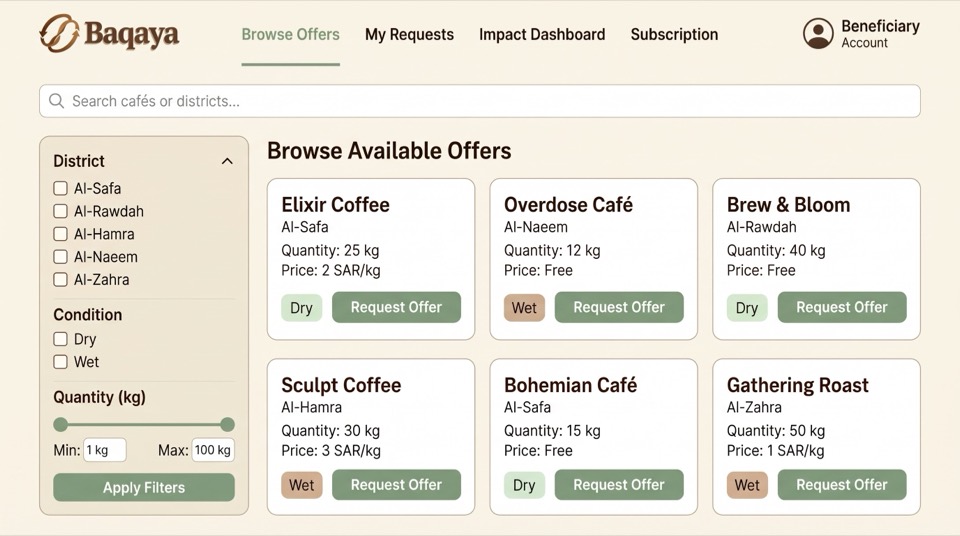 Baqaya
Browse Offers
My Requests
Impact Dashboard
Subscription
Beneficiary
Account
Search cafés or districts...
District
Al-Safa
Al-Rawdah
Al-Hamra
Al-Naeem
Al-Zahra
Condition
Dry
Wet
Quantity (kg)
Min: 1 kg Max: 100 kg
Apply Filters
Browse Available Offers
Elixir Coffee
Al-Safa
Quantity: 25 kg
Price: 2 SAR/kg
Dry Request Offer
Overdose Café
Al-Naeem
Quantity: 12 kg
Price: Free
Wet Request Offer
Brew & Bloom
Al-Rawdah
Quantity: 40 kg
Price: Free
Dry Request Offer
Sculpt Coffee
Al-Hamra
Quantity: 30 kg
Price: 3 SAR/kg
Wet Request Offer
Bohemian Café
Al-Safa
Quantity: 15 kg
Price: Free
Dry Request Offer
Gathering Roast
Al-Zahra
Quantity: 50 kg
Price: 1 SAR/kg
Wet Request Offer